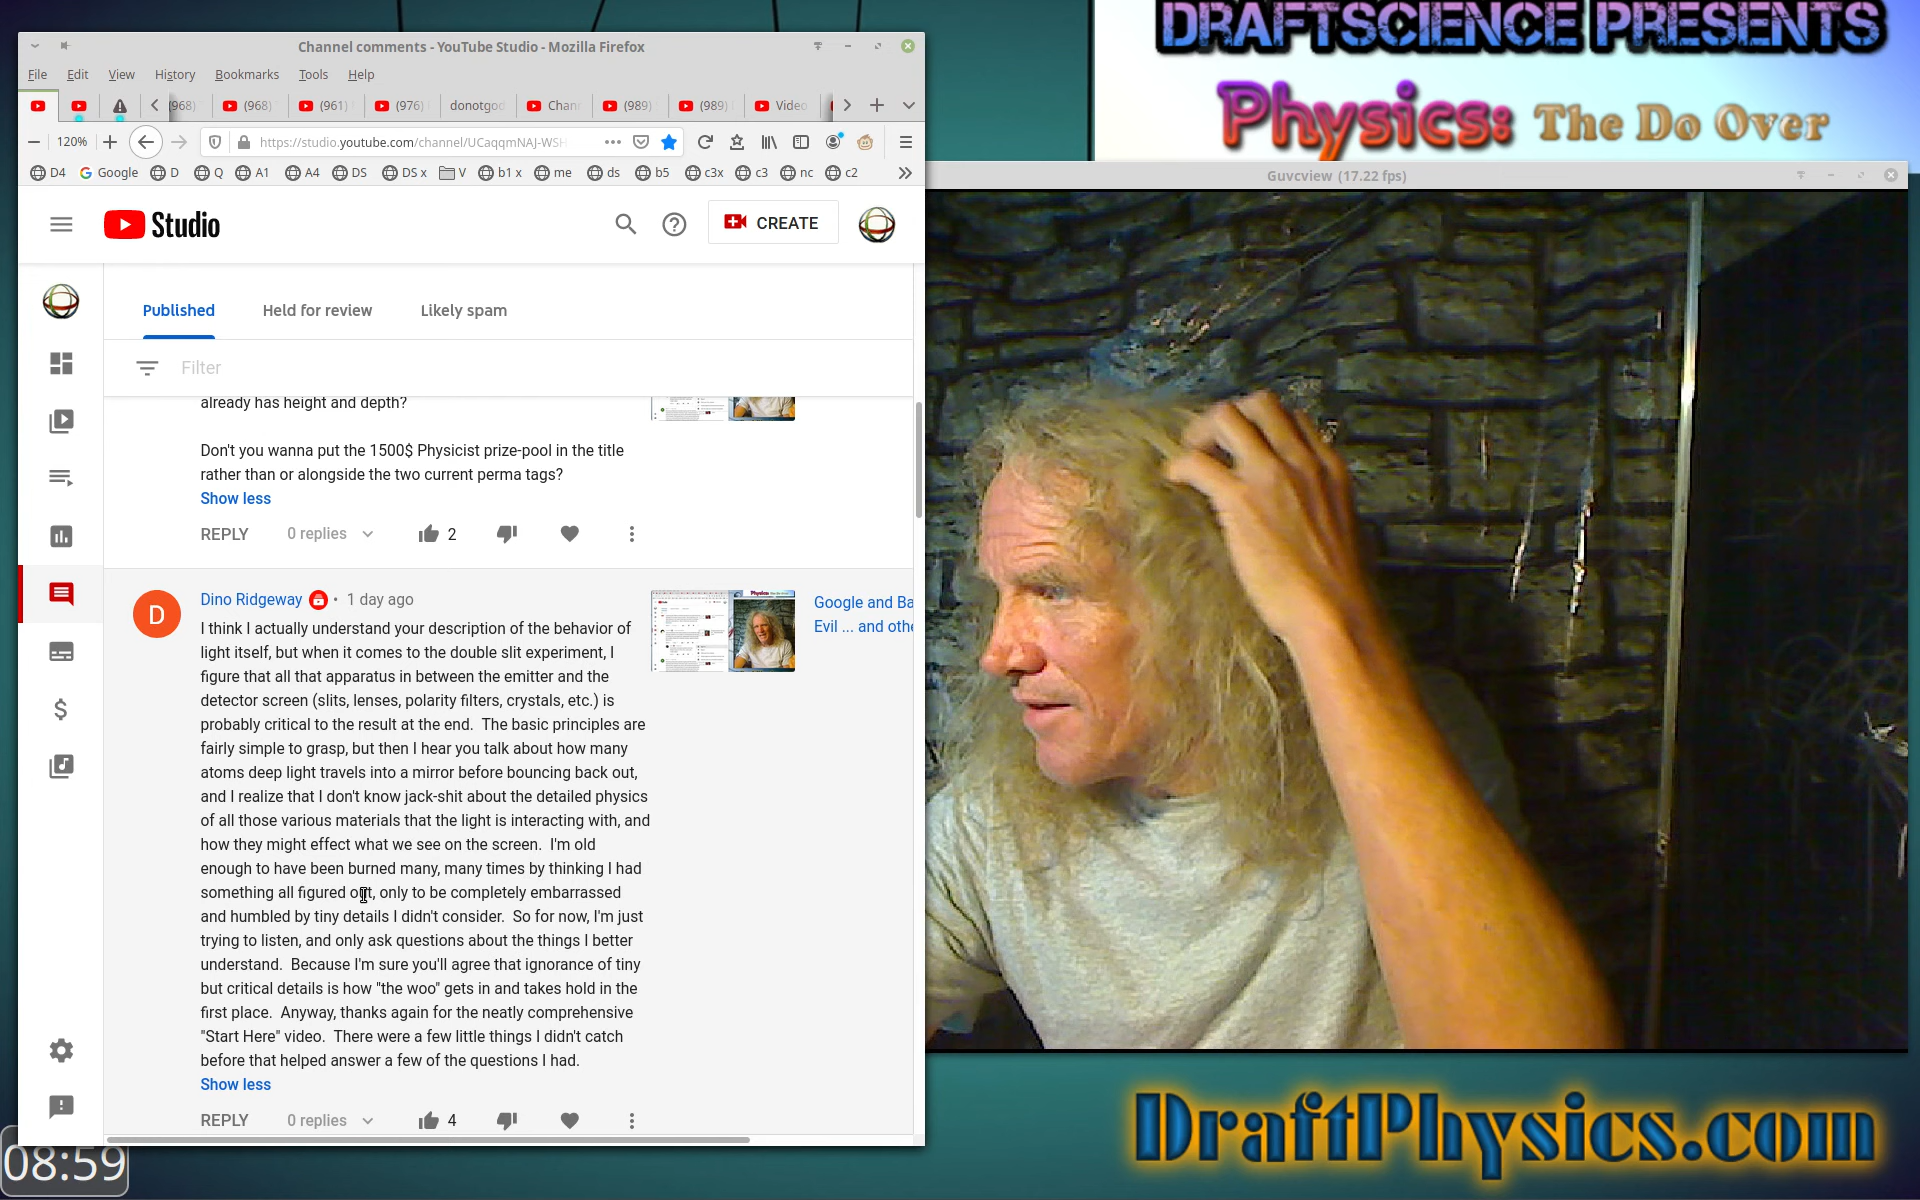 DRAFTSCIENCE PRESENTS
Physics: The Do Over
Channel comments - YouTube Studio - Mozilla Firefox
File Edit View History Bookmarks Tools Help
(968) (968) (961) (976) donotgod Chann (989) (989) Video
120% https://studio.youtube.com/channel/UCaqqmNAJ-WSH
D4 Google D Q A1 A4 DS DS x V b1 x me ds b5 c3x c3 nc c2
Guvcview (17.22 fps)
Studio
CREATE
Published Held for review Likely spam
Filter
already has height and depth?
Don't you wanna put the 1500$ Physicist prize-pool in the title
rather than or alongside the two current perma tags?
Show less
REPLY 0 replies 2
D
Dino Ridgeway • 1 day ago
I think I actually understand your description of the behavior of
light itself, but when it comes to the double slit experiment, I
figure that all that apparatus in between the emitter and the
detector screen (slits, lenses, polarity filters, crystals, etc.) is
probably critical to the result at the end.  The basic principles are
fairly simple to grasp, but then I hear you talk about how many
atoms deep light travels into a mirror before bouncing back out,
and I realize that I don't know jack-shit about the detailed physics
of all those various materials that the light is interacting with, and
how they might effect what we see on the screen.  I'm old
enough to have been burned many, many times by thinking I had
something all figured out, only to be completely embarrassed
and humbled by tiny details I didn't consider.  So for now, I'm just
trying to listen, and only ask questions about the things I better
understand.  Because I'm sure you'll agree that ignorance of tiny
but critical details is how "the woo" gets in and takes hold in the
first place.  Anyway, thanks again for the neatly comprehensive
"Start Here" video.  There were a few little things I didn't catch
before that helped answer a few of the questions I had.
Show less
REPLY 0 replies 4
Google and Ba
Evil ... and othe
08:59
DraftPhysics.com